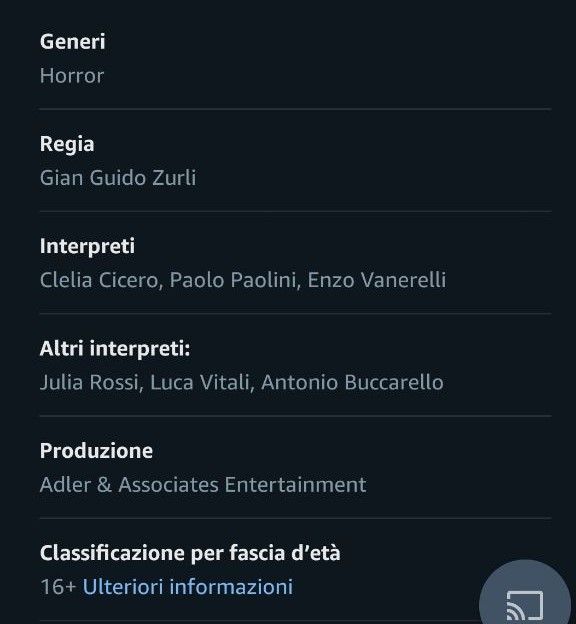 Generi
Horror
Regia
Gian Guido Zurli
Interpreti
Clelia Cicero, Paolo Paolini, Enzo Vanerelli
Altri interpreti:
Julia Rossi, Luca Vitali, Antonio Buccarello
Produzione
Adler & Associates Entertainment
Classificazione per fascia d’età
16+ Ulteriori informazioni